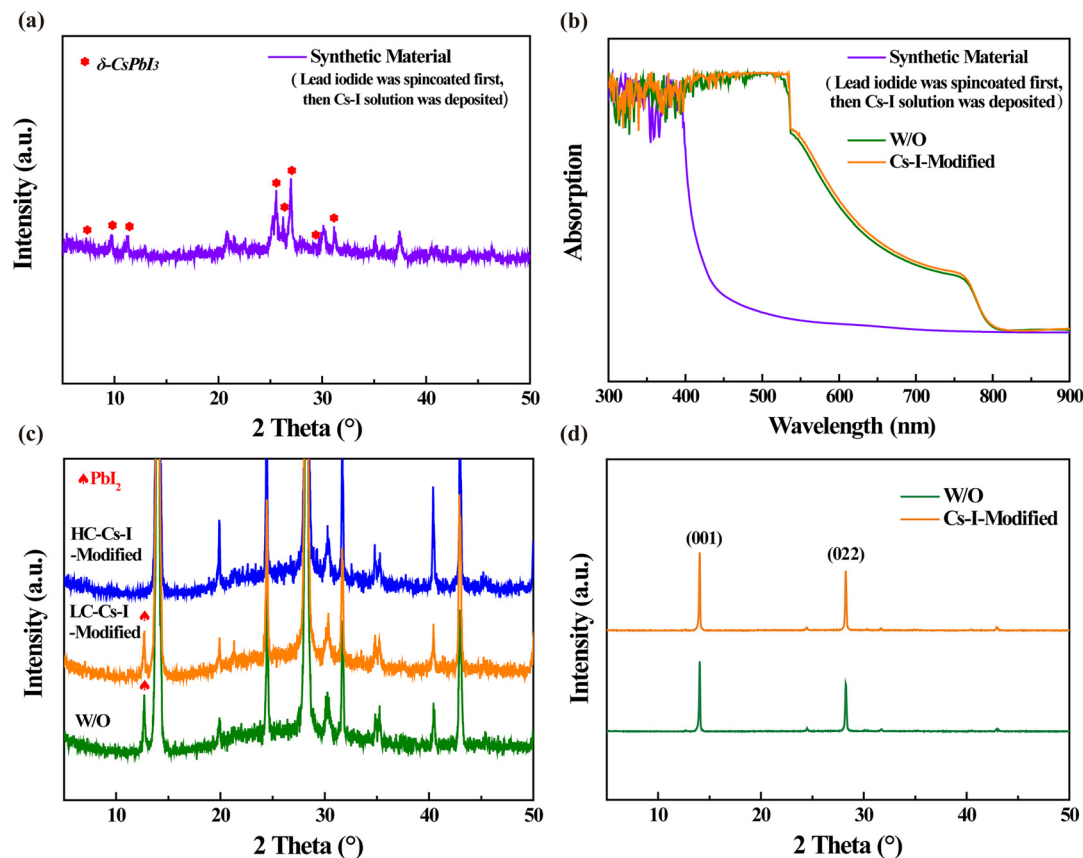 (a)
δ-CsPbI₃
Synthetic Material
( Lead iodide was spincoated first,
then Cs-I solution was deposited)
Intensity (a.u.)
10
20
30
40
50
2 Theta (°)
(b)
Synthetic Material
( Lead iodide was spincoated first,
then Cs-I solution was deposited)
W/O
Cs-I-Modified
Absorption
300
400
500
600
700
800
900
Wavelength (nm)
(c)
PbI₂
HC-Cs-I
-Modified
LC-Cs-I
-Modified
W/O
Intensity (a.u.)
10
20
30
40
50
2 Theta (°)
(d)
W/O
Cs-I-Modified
(001)
(022)
Intensity (a.u.)
10
20
30
40
50
2 Theta (°)